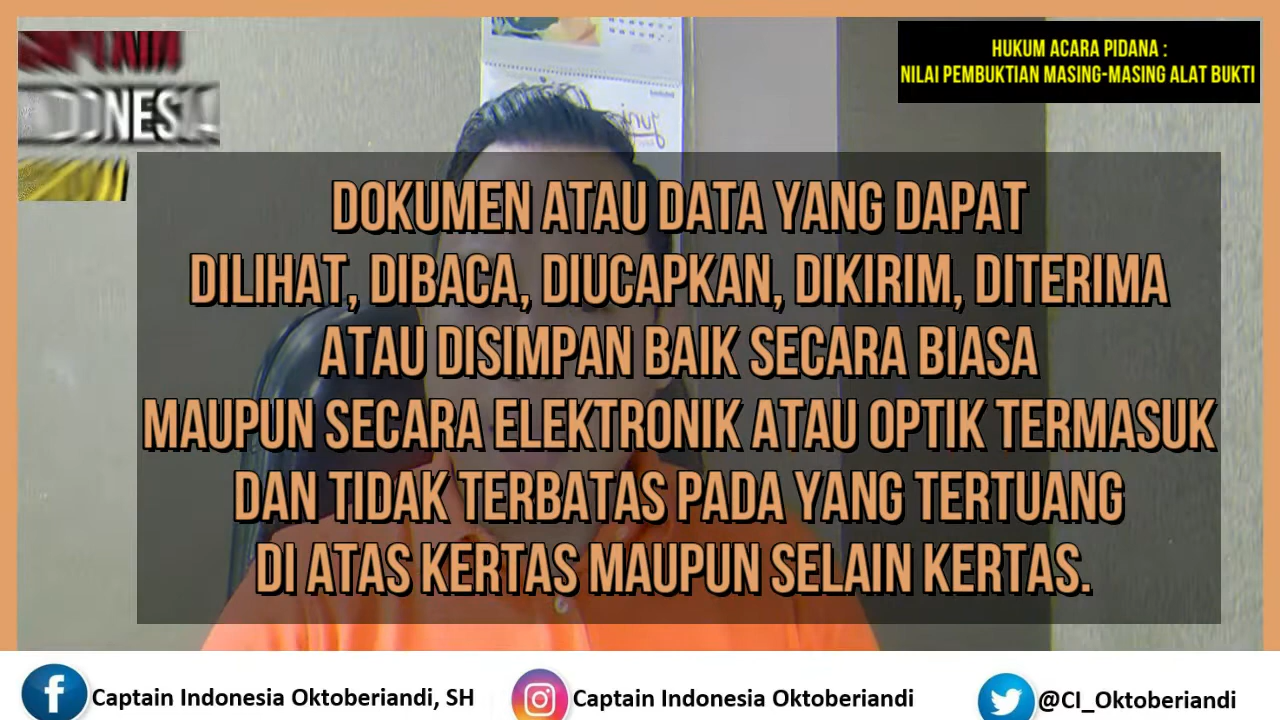 HUKUM ACARA PIDANA :
NILAI PEMBUKTIAN MASING-MASING ALAT BUKTI
DOKUMEN ATAU DATA YANG DAPAT
DILIHAT, DIBACA, DIUCAPKAN, DIKIRIM, DITERIMA
ATAU DISIMPAN BAIK SECARA BIASA
MAUPUN SECARA ELEKTRONIK ATAU OPTIK TERMASUK
DAN TIDAK TERBATAS PADA YANG TERTUANG
DI ATAS KERTAS MAUPUN SELAIN KERTAS.
Captain Indonesia Oktoberiandi, SH
Captain Indonesia Oktoberiandi
@CI_Oktoberiandi